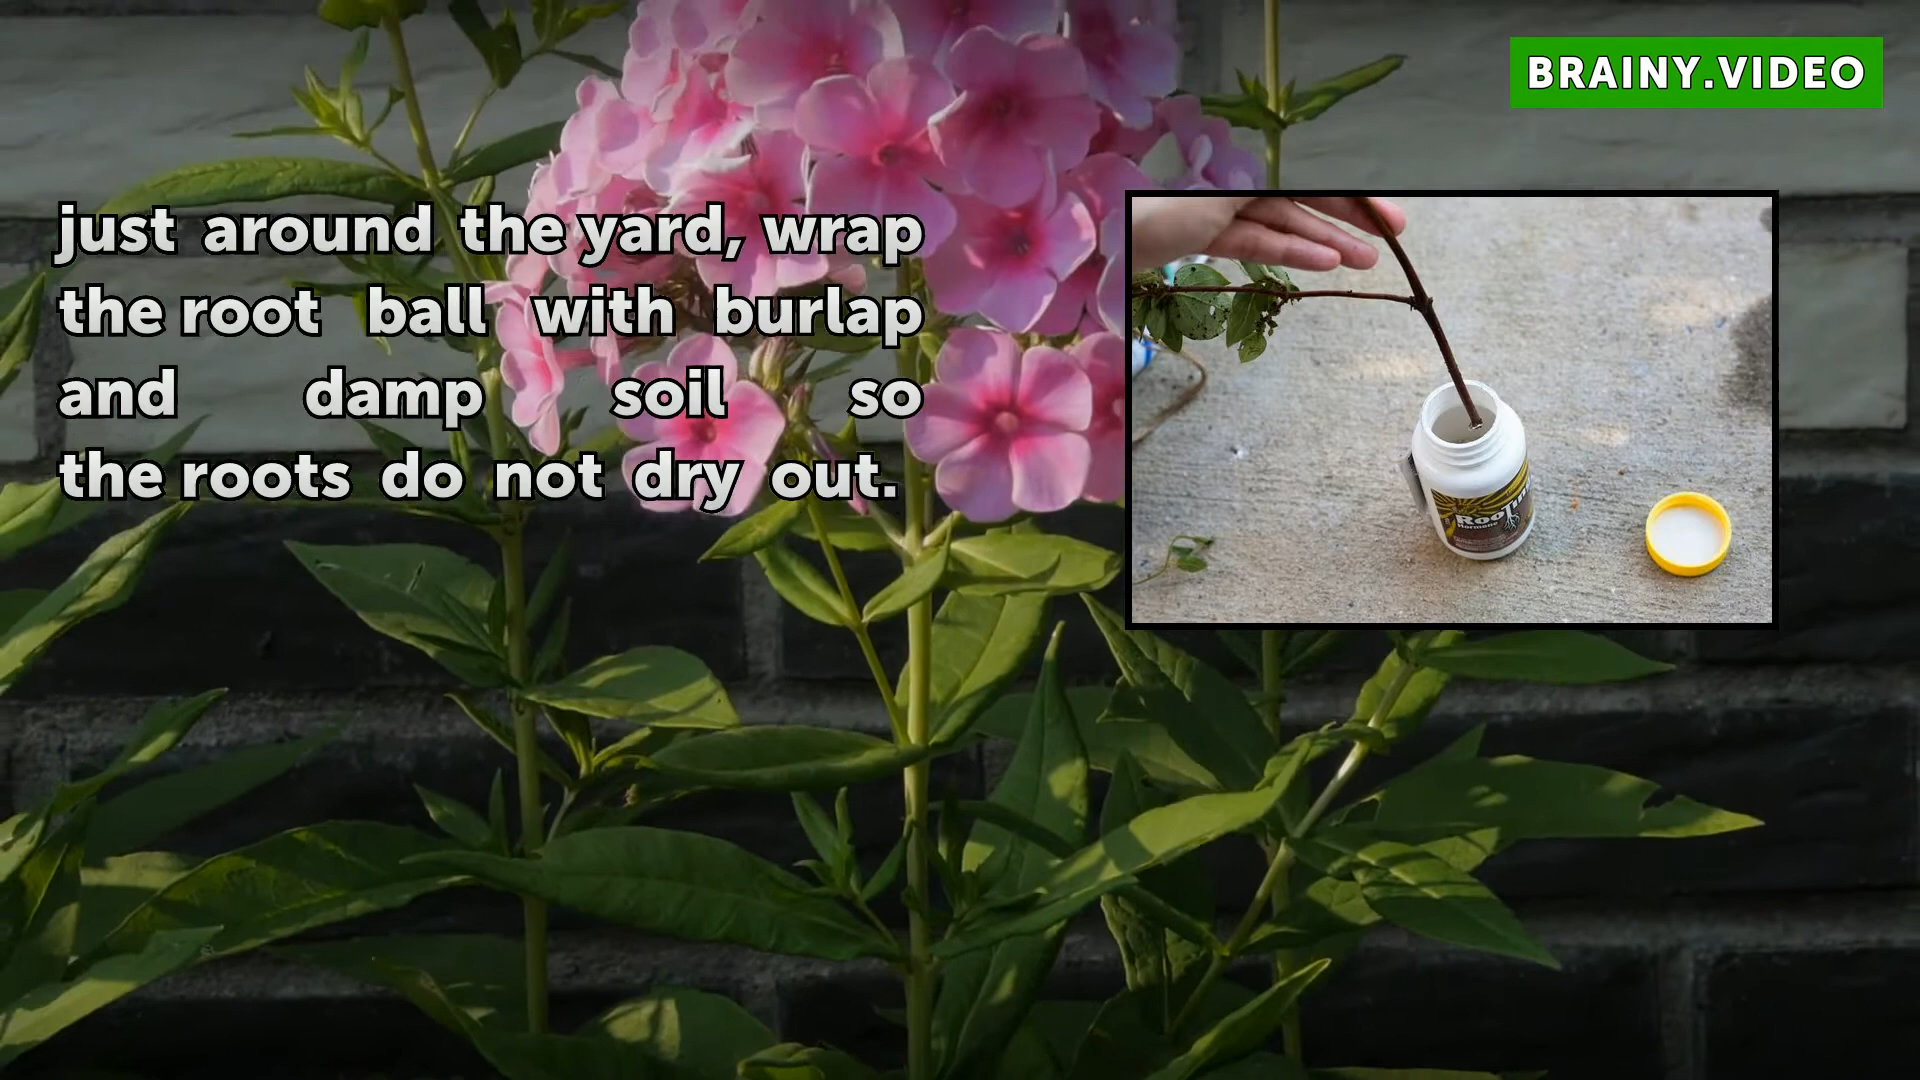 BRAINY.VIDEO
just around the yard, wrap
the root ball with burlap
and damp soil so
the roots do not dry out.
Hormone